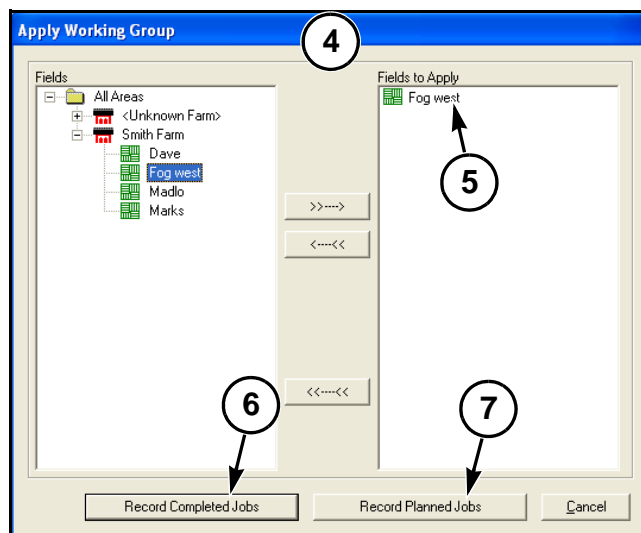 Apply Working Group
4
Fields
Fields to Apply
All Areas
<Unknown Farm>
Smith Farm
Dave
Fog west
Madlo
Marks
Fog west
5
>>---->
<----<<
<<----<<
6
7
Record Completed Jobs
Record Planned Jobs
Cancel